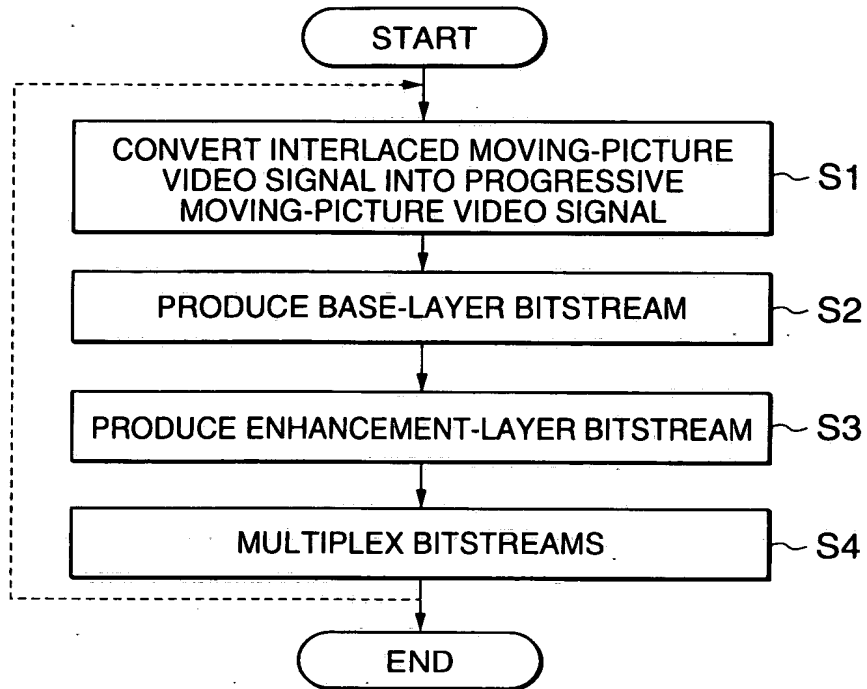 START
CONVERT INTERLACED MOVING-PICTURE
VIDEO SIGNAL INTO PROGRESSIVE
MOVING-PICTURE VIDEO SIGNAL
S1
PRODUCE BASE-LAYER BITSTREAM
S2
PRODUCE ENHANCEMENT-LAYER BITSTREAM
S3
MULTIPLEX BITSTREAMS
S4
END